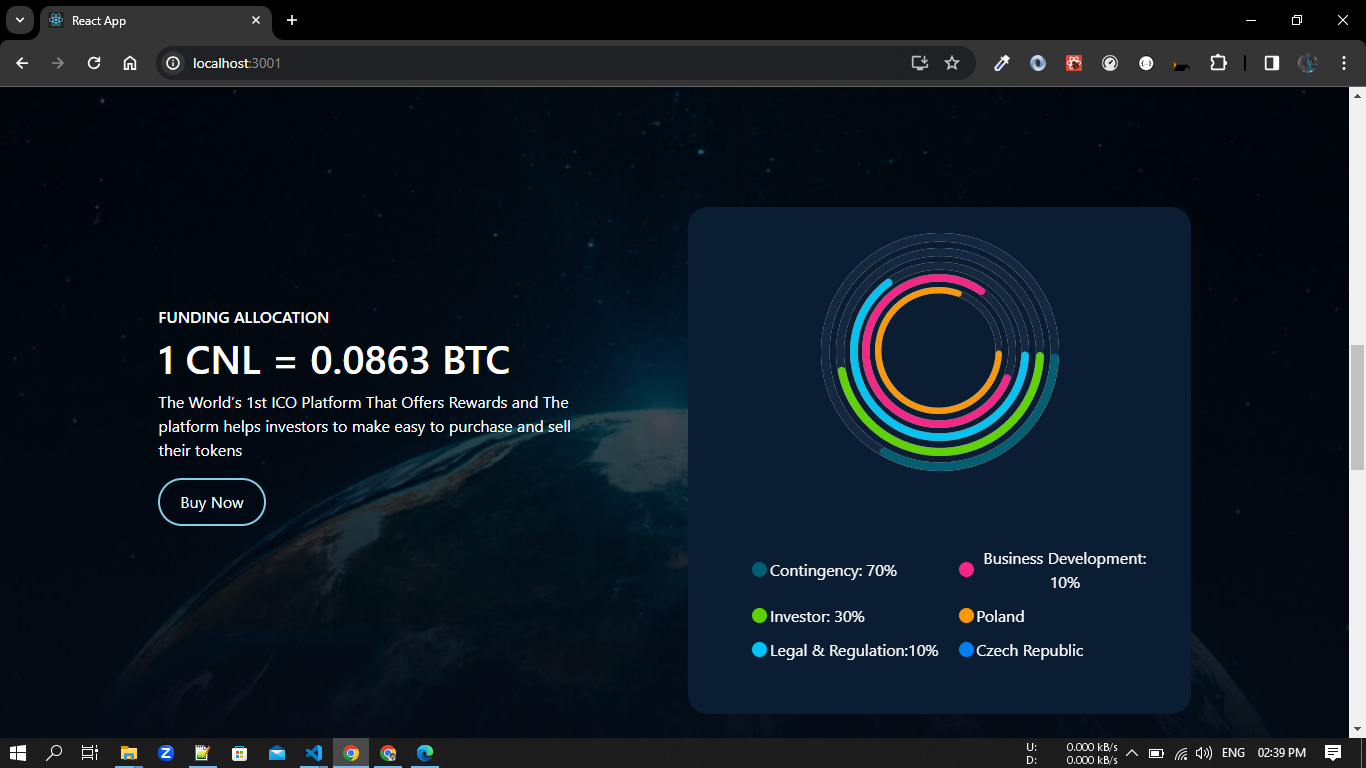 React App
localhost:3001
FUNDING ALLOCATION
1 CNL = 0.0863 BTC
The World's 1st ICO Platform That Offers Rewards and The
platform helps investors to make easy to purchase and sell
their tokens
Buy Now
Contingency: 70%
Business Development:
10%
Investor: 30%
Poland
Legal & Regulation:10%
Czech Republic
U: 0.000 kB/s
D: 0.000 kB/s
ENG
02:39 PM